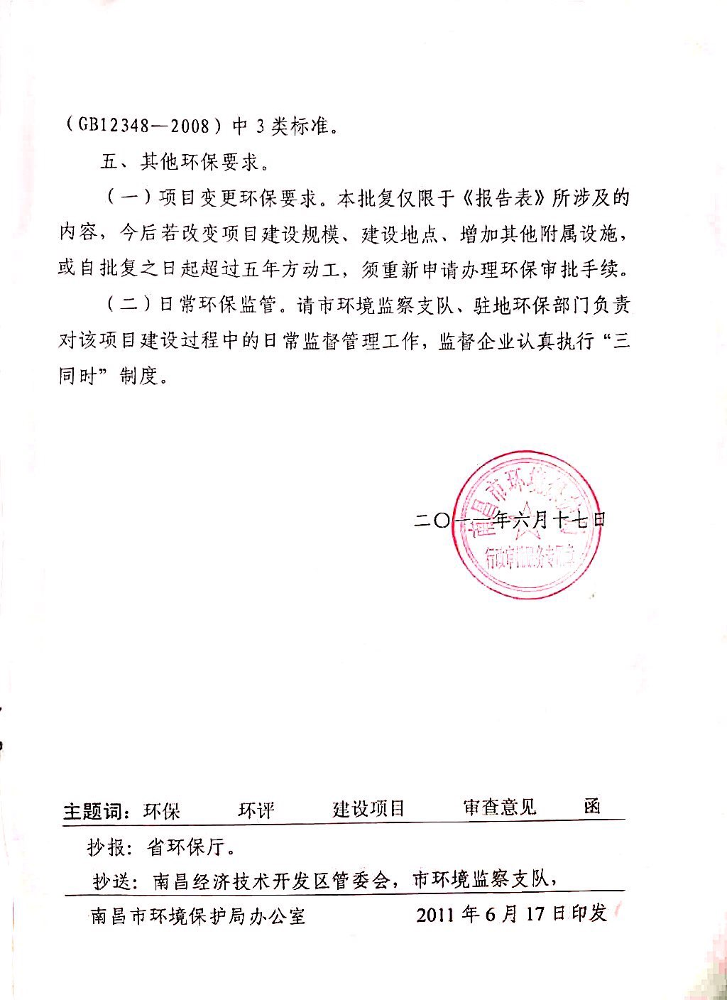 （GB12348—2008）中 3 类标准。
五、其他环保要求。
（一）项目变更环保要求。本批复仅限于《报告表》所涉及的
内容，今后若改变项目建设规模、建设地点、增加其他附属设施，
或自批复之日起超过五年方动工，须重新申请办理环保审批手续。
（二）日常环保监管。请市环境监察支队、驻地环保部门负责
对该项目建设过程中的日常监督管理工作，监督企业认真执行“三
同时”制度。
南昌市环境保护局
二〇一一年六月十七日
行政审批服务专用章
主题词：环保 环评 建设项目 审查意见 函
抄报：省环保厅。
抄送：南昌经济技术开发区管委会，市环境监察支队，
南昌市环境保护局办公室 2011 年 6 月 17 日印发